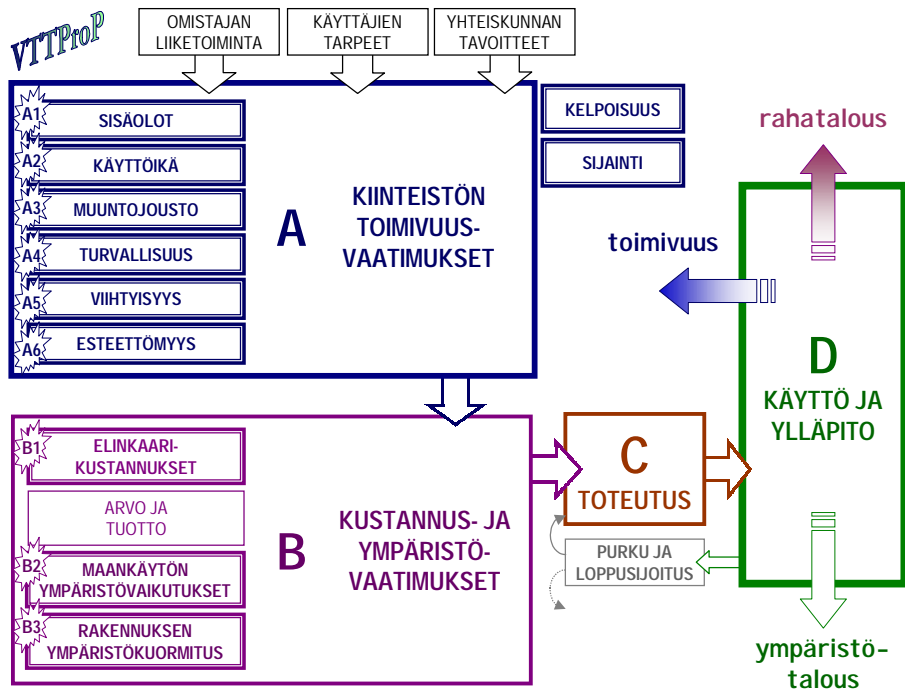 VTTProP
OMISTAJAN
LIIKETOIMINTA
KÄYTTÄJIEN
TARPEET
YHTEISKUNNAN
TAVOITTEET
A1
SISÄOLOT
A2
KÄYTTÖIKÄ
A3
MUUNTOJOUSTO
A4
TURVALLISUUS
A5
VIIHTYISYYS
A6
ESTEETTÖMYYS
A
KIINTEISTÖN
TOIMIVUUS-
VAATIMUKSET
KELPOISUUS
SIJAINTI
rahatalous
toimivuus
D
KÄYTTÖ JA
YLLÄPITO
B1
ELINKAARI-
KUSTANNUKSET
ARVO JA
TUOTTO
B2
MAANKÄYTÖN
YMPÄRISTÖVAIKUTUKSET
B3
RAKENNUKSEN
YMPÄRISTÖKUORMITUS
B
KUSTANNUS- JA
YMPÄRISTÖ-
VAATIMUKSET
C
TOTEUTUS
PURKU JA
LOPPUSIJOITUS
ympäristö-
talous